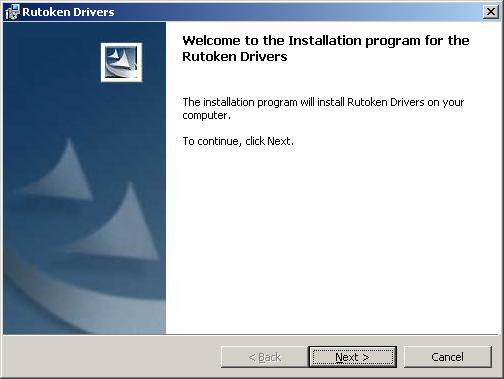 Rutoken Drivers
Welcome to the Installation program for the
Rutoken Drivers
The installation program will install Rutoken Drivers on your
computer.
To continue, click Next.
< Back
Next >
Cancel